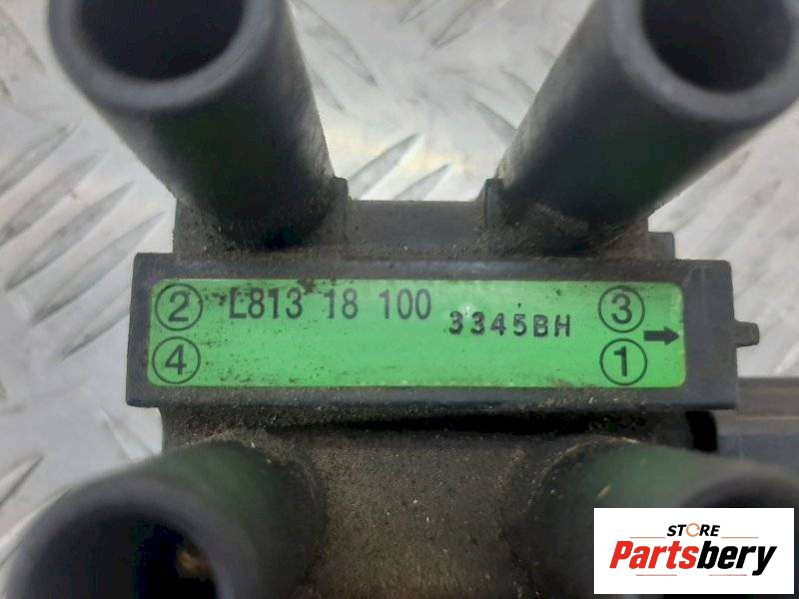 ② L813 18 100 3345BH ③
④ ① →
STORE
Partsbery